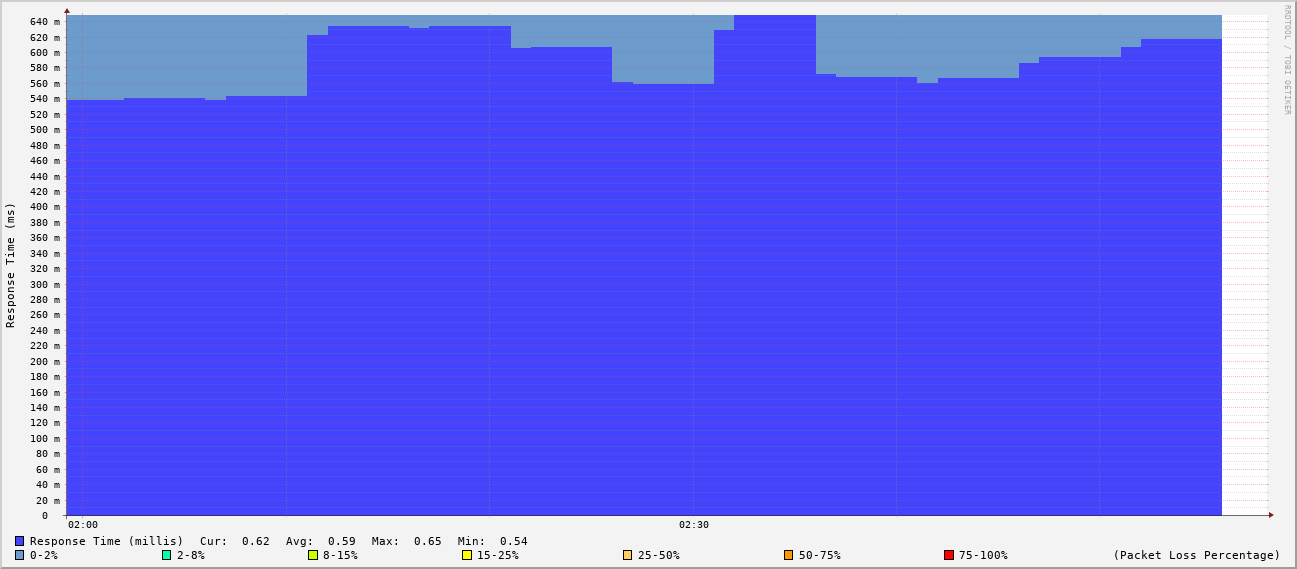 RRDTOOL / TOBI OETIKER
Response Time (ms)
640 m
620 m
600 m
580 m
560 m
540 m
520 m
500 m
480 m
460 m
440 m
420 m
400 m
380 m
360 m
340 m
320 m
300 m
280 m
260 m
240 m
220 m
200 m
180 m
160 m
140 m
120 m
100 m
80 m
60 m
40 m
20 m
0
02:00 02:30
Response Time (millis) Cur: 0.62 Avg: 0.59 Max: 0.65 Min: 0.54
0-2% 2-8% 8-15% 15-25% 25-50% 50-75% 75-100% (Packet Loss Percentage)